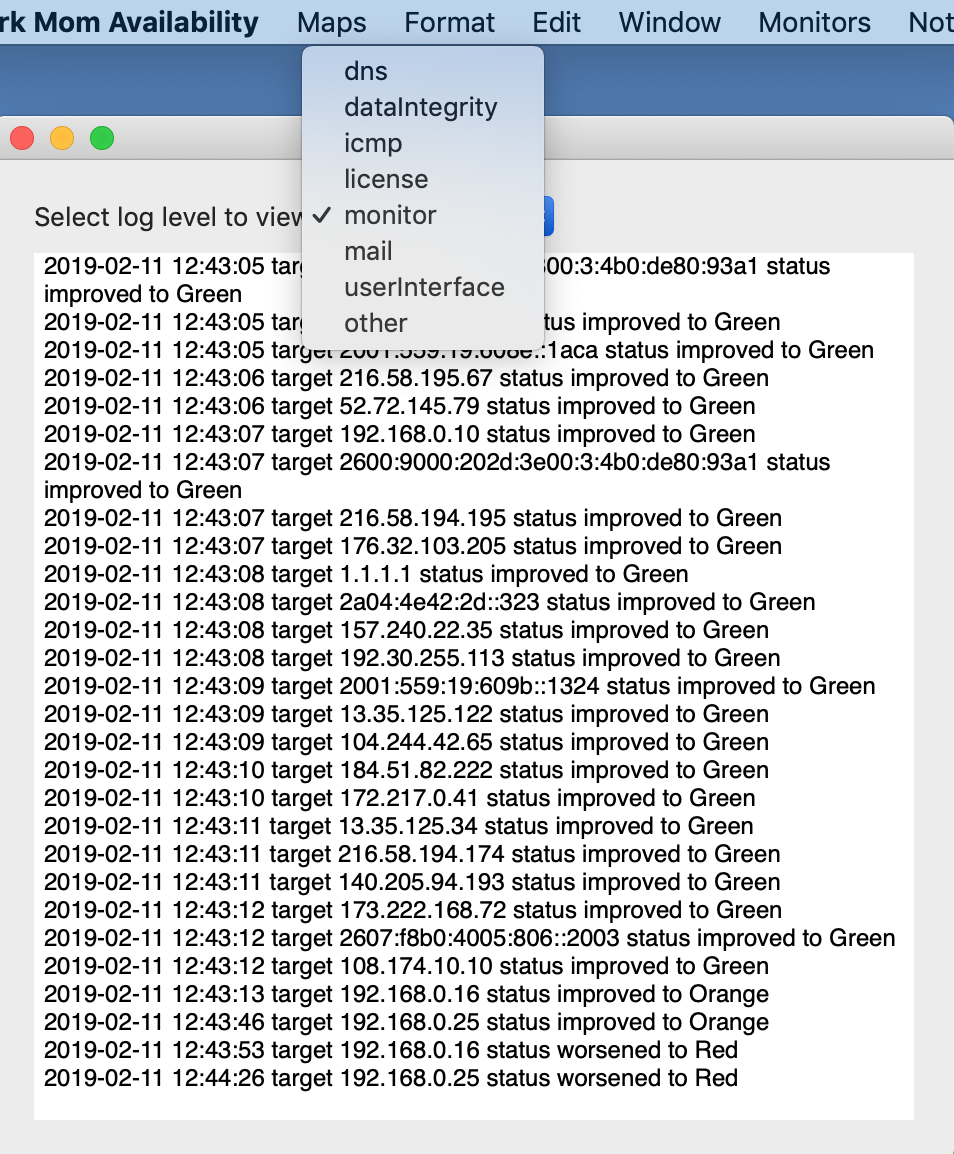 rk Mom Availability Maps Format Edit Window Monitors Not
dns
dataIntegrity
icmp
license
✓ monitor
mail
userInterface
other
Select log level to view
2019-02-11 12:43:05 targ 00:3:4b0:de80:93a1 status
improved to Green
2019-02-11 12:43:05 tar tus improved to Green
2019-02-11 12:43:05 target 2001:559:19:608e::1aca status improved to Green
2019-02-11 12:43:06 target 216.58.195.67 status improved to Green
2019-02-11 12:43:06 target 52.72.145.79 status improved to Green
2019-02-11 12:43:07 target 192.168.0.10 status improved to Green
2019-02-11 12:43:07 target 2600:9000:202d:3e00:3:4b0:de80:93a1 status
improved to Green
2019-02-11 12:43:07 target 216.58.194.195 status improved to Green
2019-02-11 12:43:07 target 176.32.103.205 status improved to Green
2019-02-11 12:43:08 target 1.1.1.1 status improved to Green
2019-02-11 12:43:08 target 2a04:4e42:2d::323 status improved to Green
2019-02-11 12:43:08 target 157.240.22.35 status improved to Green
2019-02-11 12:43:08 target 192.30.255.113 status improved to Green
2019-02-11 12:43:09 target 2001:559:19:609b::1324 status improved to Green
2019-02-11 12:43:09 target 13.35.125.122 status improved to Green
2019-02-11 12:43:09 target 104.244.42.65 status improved to Green
2019-02-11 12:43:10 target 184.51.82.222 status improved to Green
2019-02-11 12:43:10 target 172.217.0.41 status improved to Green
2019-02-11 12:43:11 target 13.35.125.34 status improved to Green
2019-02-11 12:43:11 target 216.58.194.174 status improved to Green
2019-02-11 12:43:11 target 140.205.94.193 status improved to Green
2019-02-11 12:43:12 target 173.222.168.72 status improved to Green
2019-02-11 12:43:12 target 2607:f8b0:4005:806::2003 status improved to Green
2019-02-11 12:43:12 target 108.174.10.10 status improved to Green
2019-02-11 12:43:13 target 192.168.0.16 status improved to Orange
2019-02-11 12:43:46 target 192.168.0.25 status improved to Orange
2019-02-11 12:43:53 target 192.168.0.16 status worsened to Red
2019-02-11 12:44:26 target 192.168.0.25 status worsened to Red